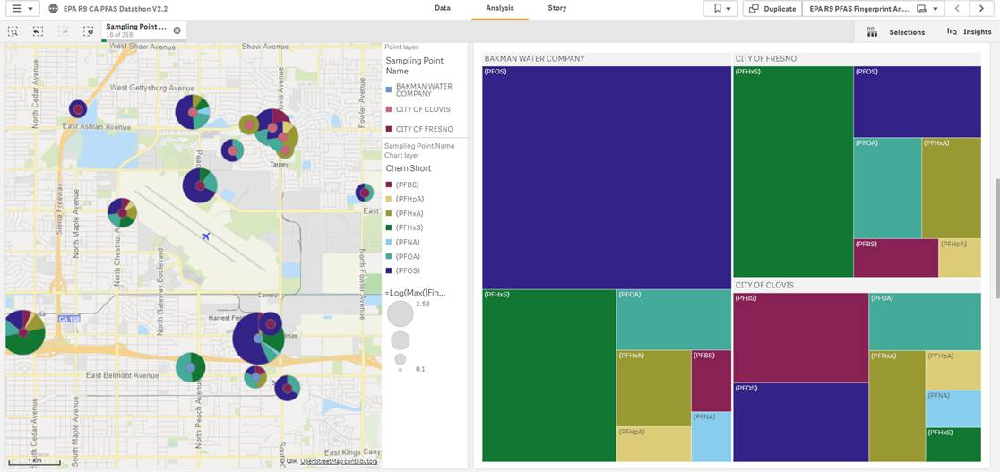 EPA R9 CA PFAS Datathon V2.2
Data
Analysis
Story
Duplicate
EPA R9 PFAS Fingerprint An...
Sampling Point ...
16 of 258
Selections
Insights
West Shaw Avenue
Shaw Avenue
North Cedar Avenue
West Gettysburg Avenue
North Fowler Avenue
East Ashlan Avenue
Tarpey
Sierra Freeway
North Maple Avenue
East
North Chestnut A
North Gateway Boulevard
Cameo
CA 168
Harvest Field
East Belmont Avenue
North Peach Avenue
South Cedar Avenue
South Maple Avenue
East Kings Cany
1 km
© Qlik, OpenStreetMap contributors
Point layer
Sampling Point
Name
BAKMAN WATER
COMPANY
CITY OF CLOVIS
CITY OF FRESNO
Sampling Point Name
Chart layer
Chem Short
(PFBS)
(PFHpA)
(PFHxA)
(PFHxS)
(PFNA)
(PFOA)
(PFOS)
=Log(Max([Fin...
3.58
0.1
BAKMAN WATER COMPANY
(PFOS)
(PFHxS)
(PFOA)
(PFHxA)
(PFBS)
(PFNA)
(PFHpA)
CITY OF FRESNO
(PFHxS)
(PFOS)
(PFOA)
(PFHxA)
(PFBS)
(PFHpA)
CITY OF CLOVIS
(PFBS)
(PFOA)
(PFOS)
(PFHxA)
(PFHpA)
(PFNA)
(PFHxS)